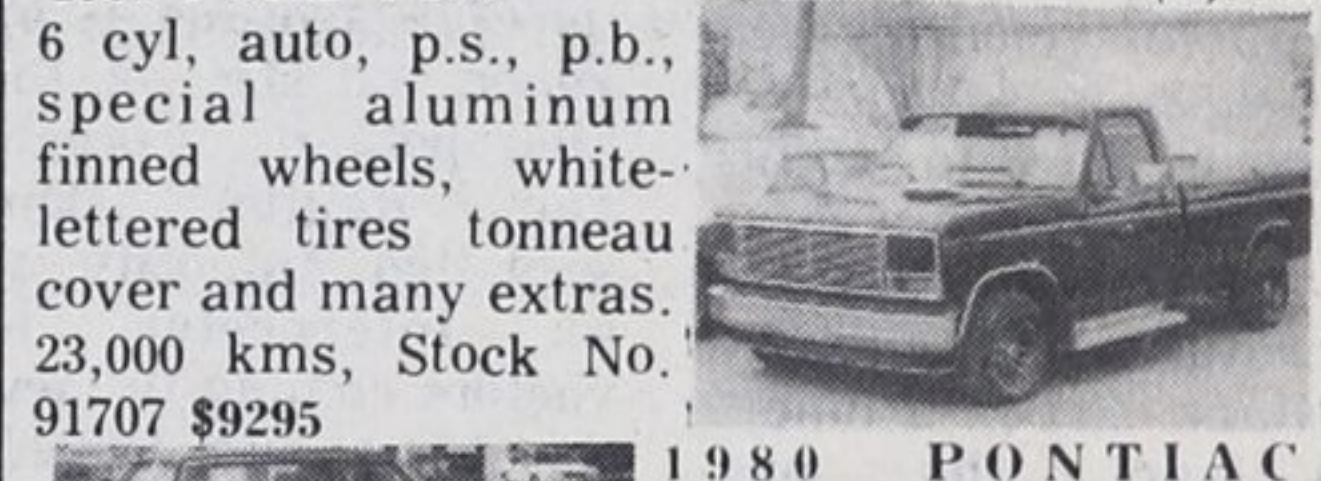 6 cyl, auto, p.s., p.b.,
special aluminum
finned wheels, white-
lettered tires tonneau
cover and many extras.
23,000 kms, Stock No.
91707 $9295
1980 PONTIAC